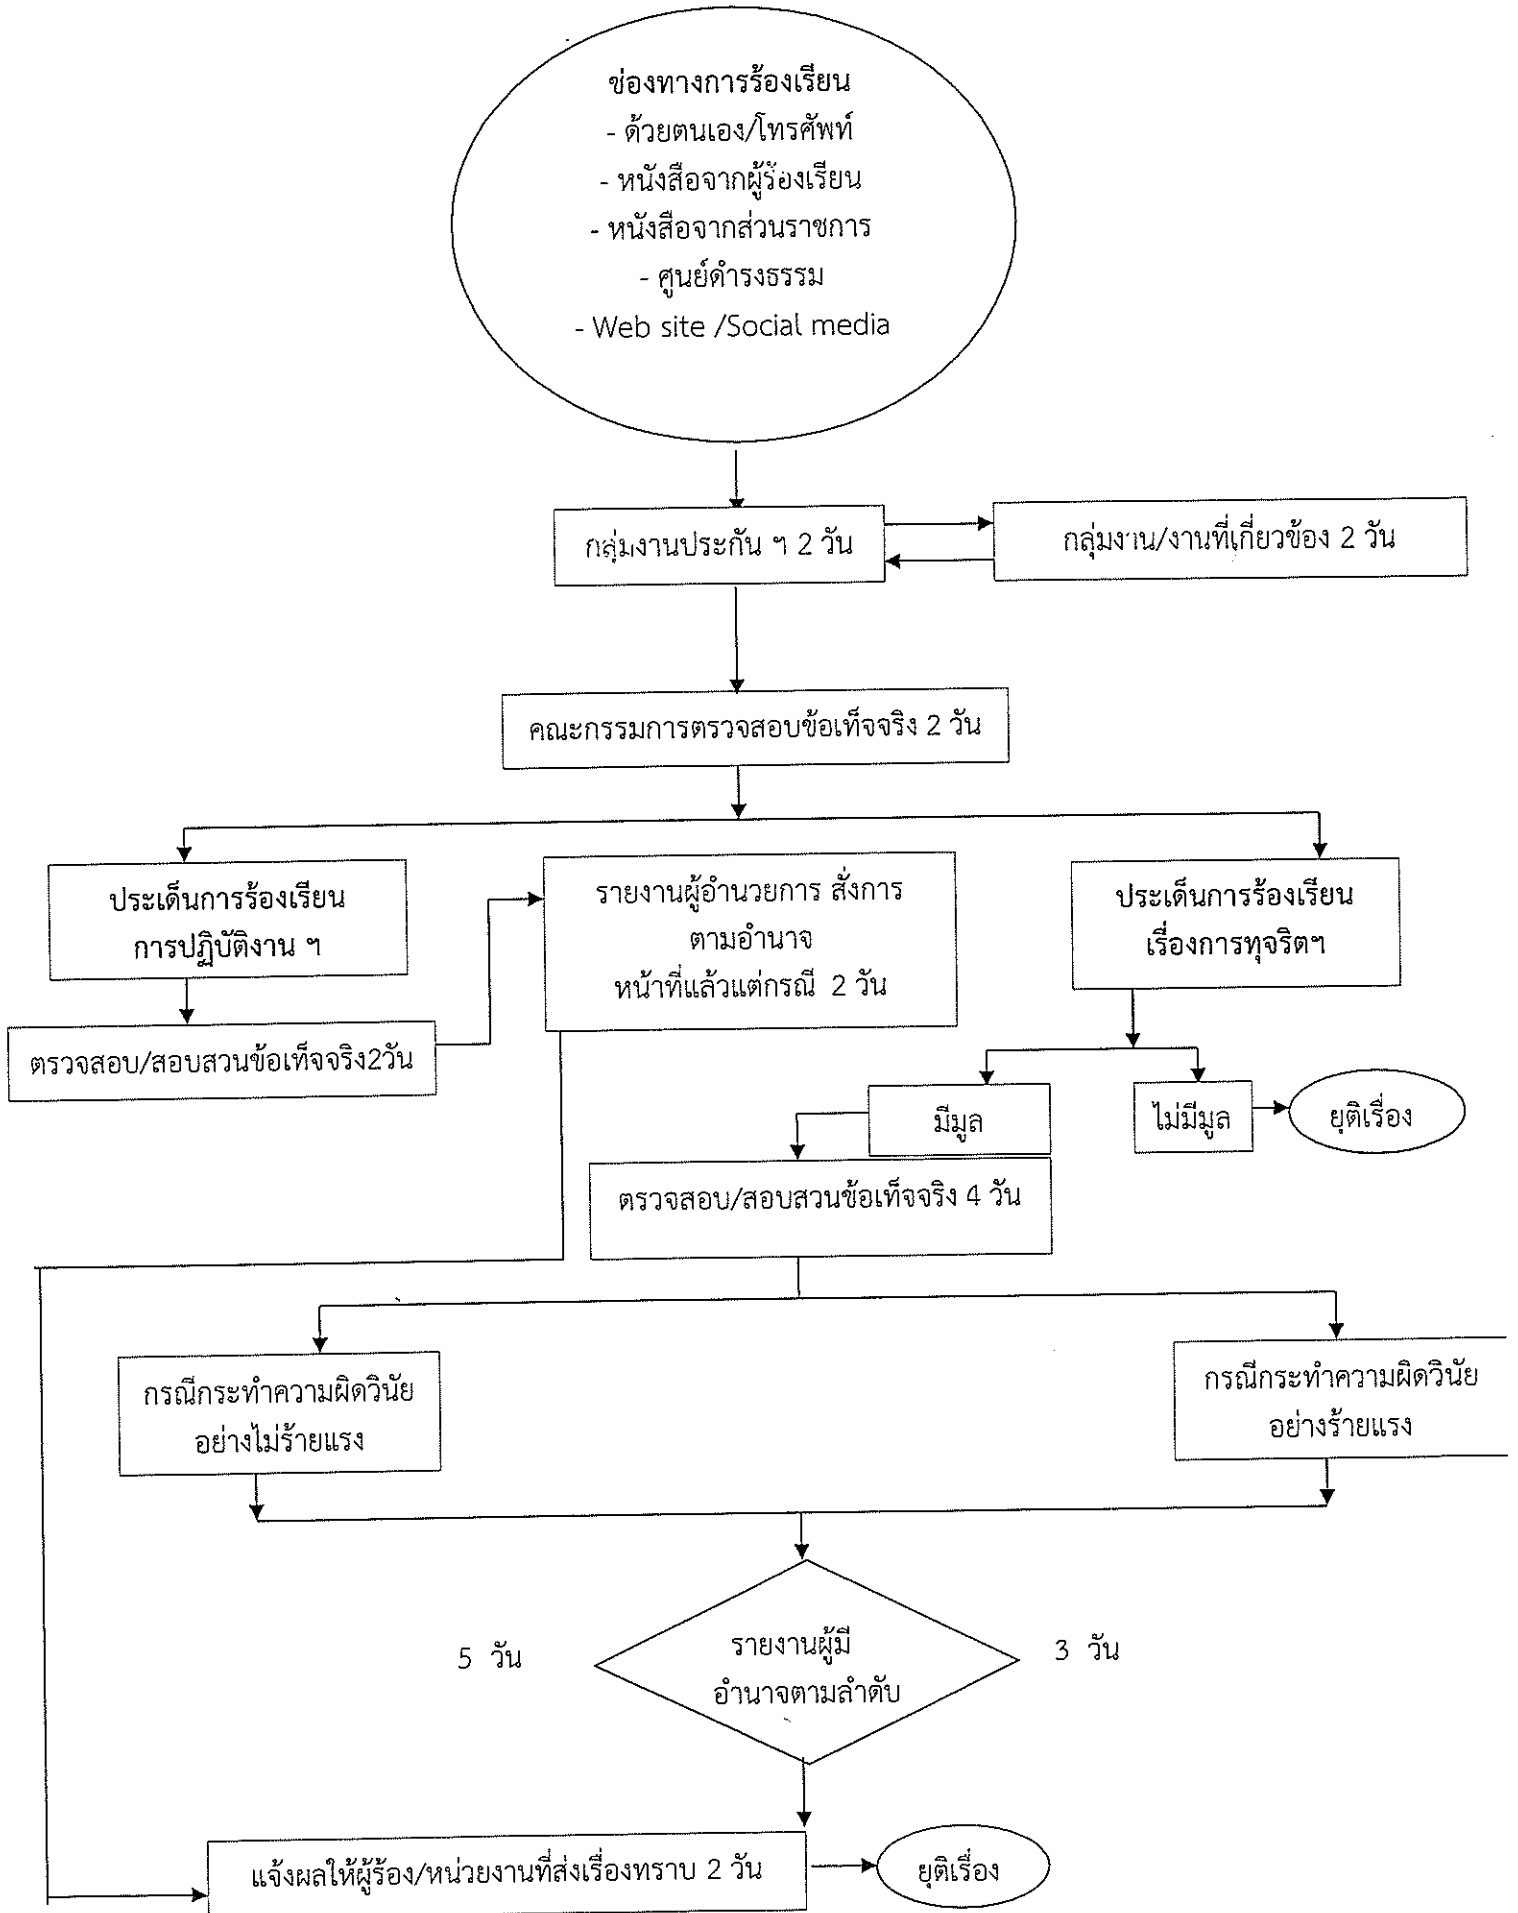 ช่องทางการร้องเรียน
- ด้วยตนเอง/โทรศัพท์
- หนังสือจากผู้ร้องเรียน
- หนังสือจากส่วนราชการ
- ศูนย์ดำรงธรรม
- Web site /Social media
กลุ่มงานประกัน ฯ 2 วัน
กลุ่มงาน/งานที่เกี่ยวข้อง 2 วัน
คณะกรรมการตรวจสอบข้อเท็จจริง 2 วัน
ประเด็นการร้องเรียน
การปฏิบัติงาน ฯ
รายงานผู้อำนวยการ สั่งการ
ตามอำนาจ
หน้าที่แล้วแต่กรณี 2 วัน
ประเด็นการร้องเรียน
เรื่องการทุจริตฯ
ตรวจสอบ/สอบสวนข้อเท็จจริง2วัน
มีมูล
ไม่มีมูล
ยุติเรื่อง
ตรวจสอบ/สอบสวนข้อเท็จจริง 4 วัน
กรณีกระทำความผิดวินัย
อย่างไม่ร้ายแรง
กรณีกระทำความผิดวินัย
อย่างร้ายแรง
5 วัน
รายงานผู้มี
อำนาจตามลำดับ
3 วัน
แจ้งผลให้ผู้ร้อง/หน่วยงานที่ส่งเรื่องทราบ 2 วัน
ยุติเรื่อง